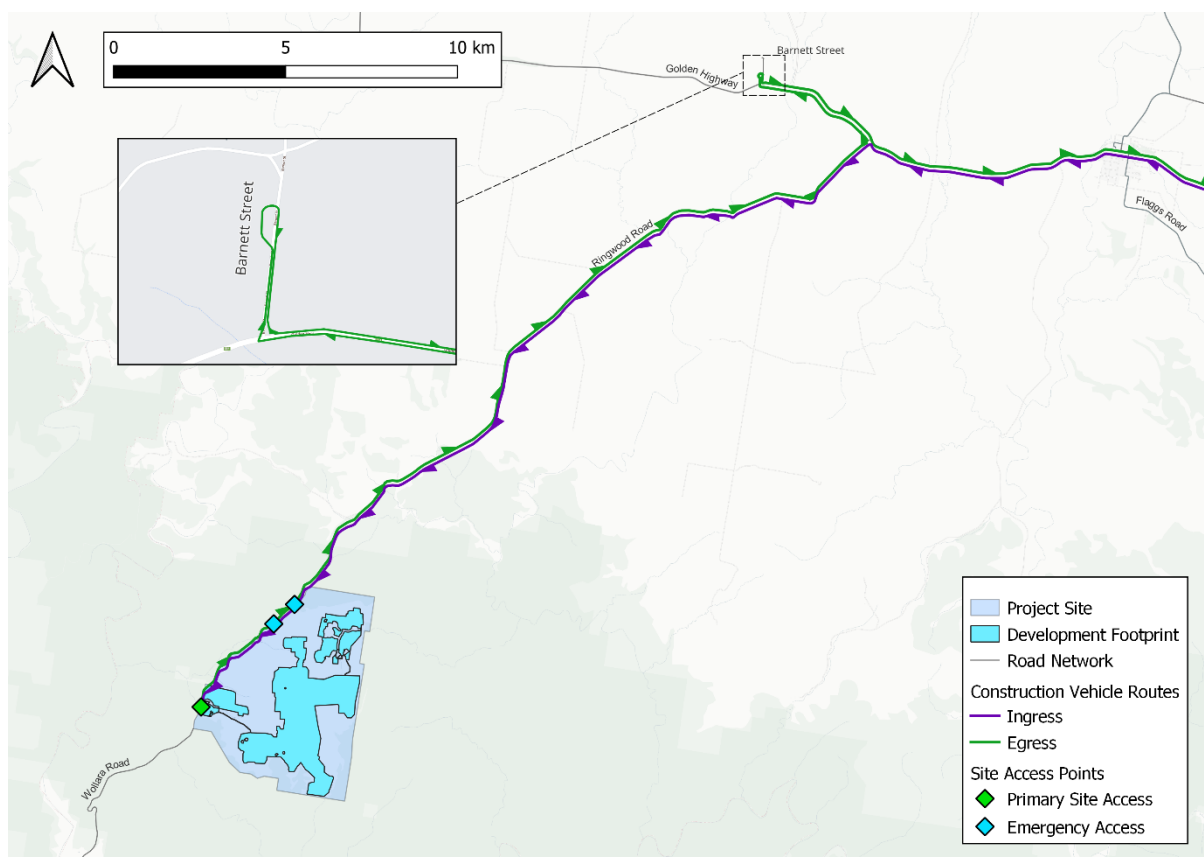 0 5 10 km
Barnett Street
Golden Highway
Barnett Street
Flaggs Road
Ringwood Road
Wollara Road
Project Site
Development Footprint
Road Network
Construction Vehicle Routes
Ingress
Egress
Site Access Points
Primary Site Access
Emergency Access